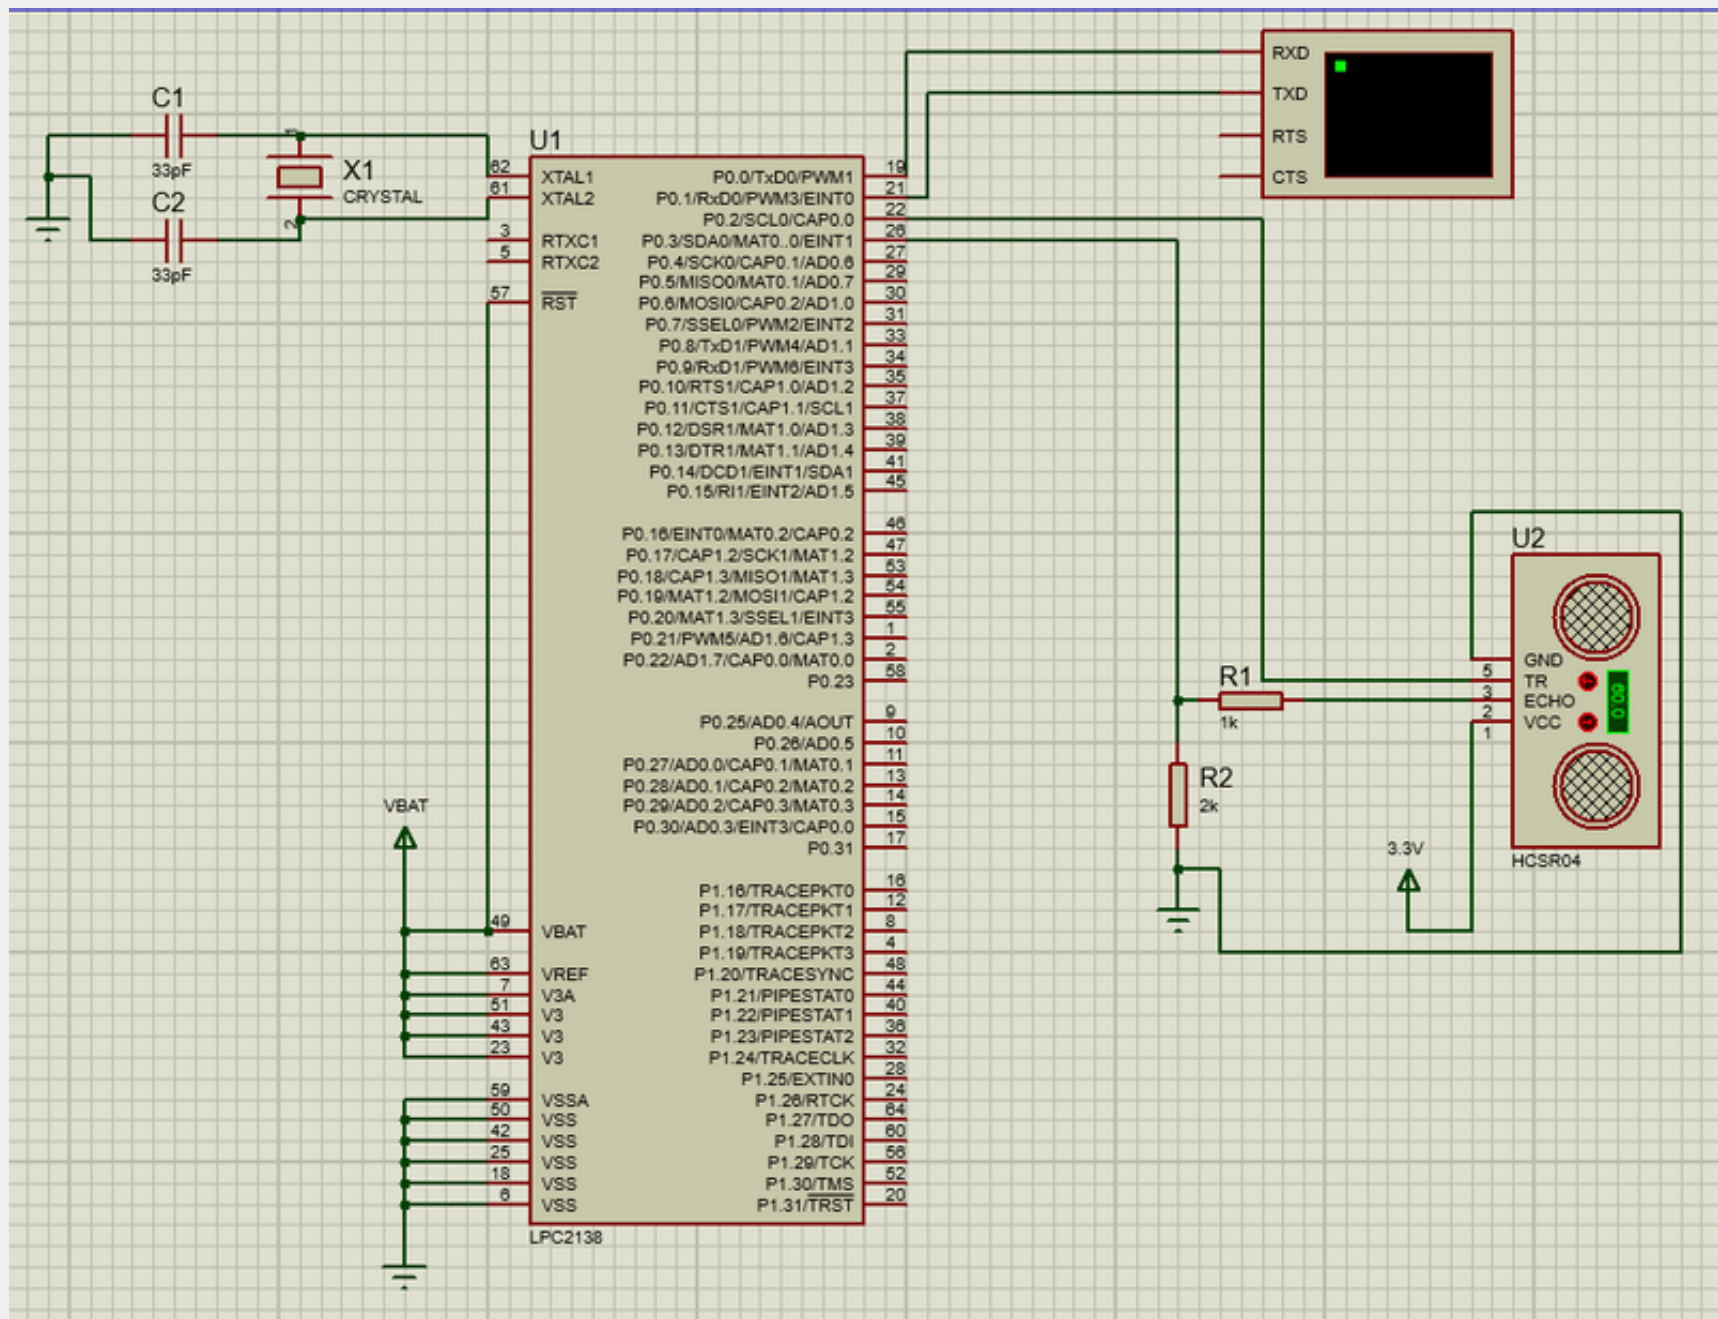 C1
33pF
C2
33pF
1
2
X1
CRYSTAL
U1
62 XTAL1
61 XTAL2
3 RTXC1
5 RTXC2
57 RST
49 VBAT
63 VREF
7 V3A
51 V3
43 V3
23 V3
59 VSSA
50 VSS
42 VSS
25 VSS
18 VSS
6 VSS
VBAT
P0.0/TxD0/PWM1 19
P0.1/RxD0/PWM3/EINT0 21
P0.2/SCL0/CAP0.0 22
P0.3/SDA0/MAT0..0/EINT1 26
P0.4/SCK0/CAP0.1/AD0.6 27
P0.5/MISO0/MAT0.1/AD0.7 29
P0.6/MOSI0/CAP0.2/AD1.0 30
P0.7/SSEL0/PWM2/EINT2 31
P0.8/TxD1/PWM4/AD1.1 33
P0.9/RxD1/PWM6/EINT3 34
P0.10/RTS1/CAP1.0/AD1.2 35
P0.11/CTS1/CAP1.1/SCL1 37
P0.12/DSR1/MAT1.0/AD1.3 38
P0.13/DTR1/MAT1.1/AD1.4 39
P0.14/DCD1/EINT1/SDA1 41
P0.15/RI1/EINT2/AD1.5 45
P0.16/EINT0/MAT0.2/CAP0.2 46
P0.17/CAP1.2/SCK1/MAT1.2 47
P0.18/CAP1.3/MISO1/MAT1.3 53
P0.19/MAT1.2/MOSI1/CAP1.2 54
P0.20/MAT1.3/SSEL1/EINT3 55
P0.21/PWM5/AD1.6/CAP1.3 1
P0.22/AD1.7/CAP0.0/MAT0.0 2
P0.23 58
P0.25/AD0.4/AOUT 9
P0.26/AD0.5 10
P0.27/AD0.0/CAP0.1/MAT0.1 11
P0.28/AD0.1/CAP0.2/MAT0.2 13
P0.29/AD0.2/CAP0.3/MAT0.3 14
P0.30/AD0.3/EINT3/CAP0.0 15
P0.31 17
P1.16/TRACEPKT0 16
P1.17/TRACEPKT1 12
P1.18/TRACEPKT2 8
P1.19/TRACEPKT3 4
P1.20/TRACESYNC 48
P1.21/PIPESTAT0 44
P1.22/PIPESTAT1 40
P1.23/PIPESTAT2 36
P1.24/TRACECLK 32
P1.25/EXTIN0 28
P1.26/RTCK 24
P1.27/TDO 64
P1.28/TDI 60
P1.29/TCK 56
P1.30/TMS 52
P1.31/TRST 20
LPC2138
RXD
TXD
RTS
CTS
R1
1k
R2
2k
3.3V
U2
GND
5 TR
3 ECHO
2 VCC
1
60.0
HCSR04